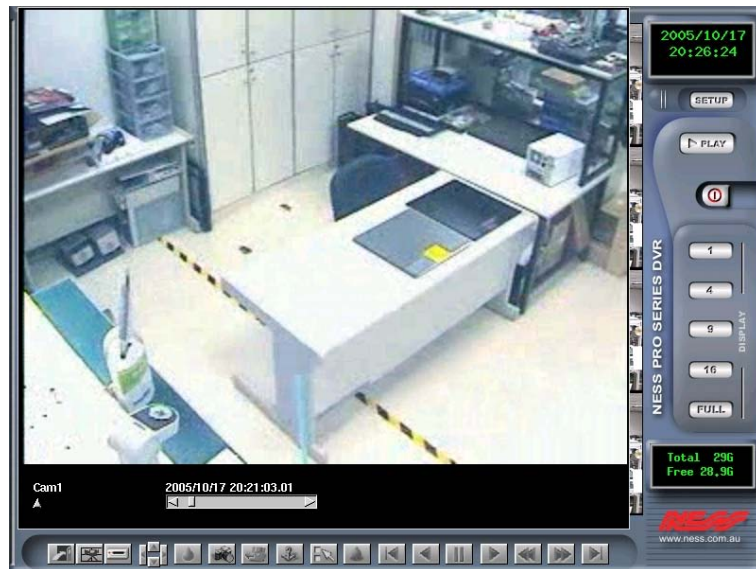 2005/10/17
20:26:24
SETUP
PLAY
1
4
9
16
FULL
DISPLAY
NESS PRO SERIES DVR
Total 29G
Free 28,9G
NESS
www.ness.com.au
Cam1
2005/10/17 20:21:03.01